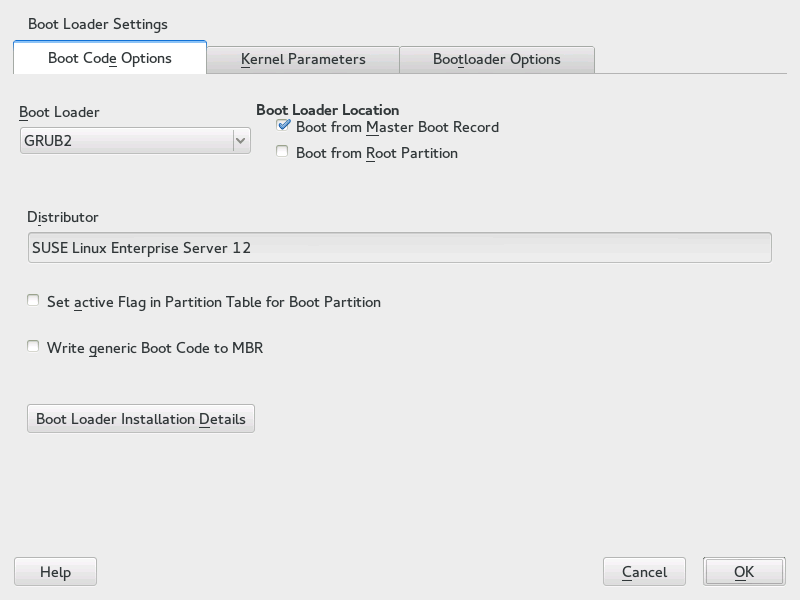 Boot Loader Settings
Boot Code Options
Kernel Parameters
Bootloader Options
Boot Loader
GRUB2
Boot Loader Location
Boot from Master Boot Record
Boot from Root Partition
Distributor
SUSE Linux Enterprise Server 12
Set active Flag in Partition Table for Boot Partition
Write generic Boot Code to MBR
Boot Loader Installation Details
Help
Cancel
OK